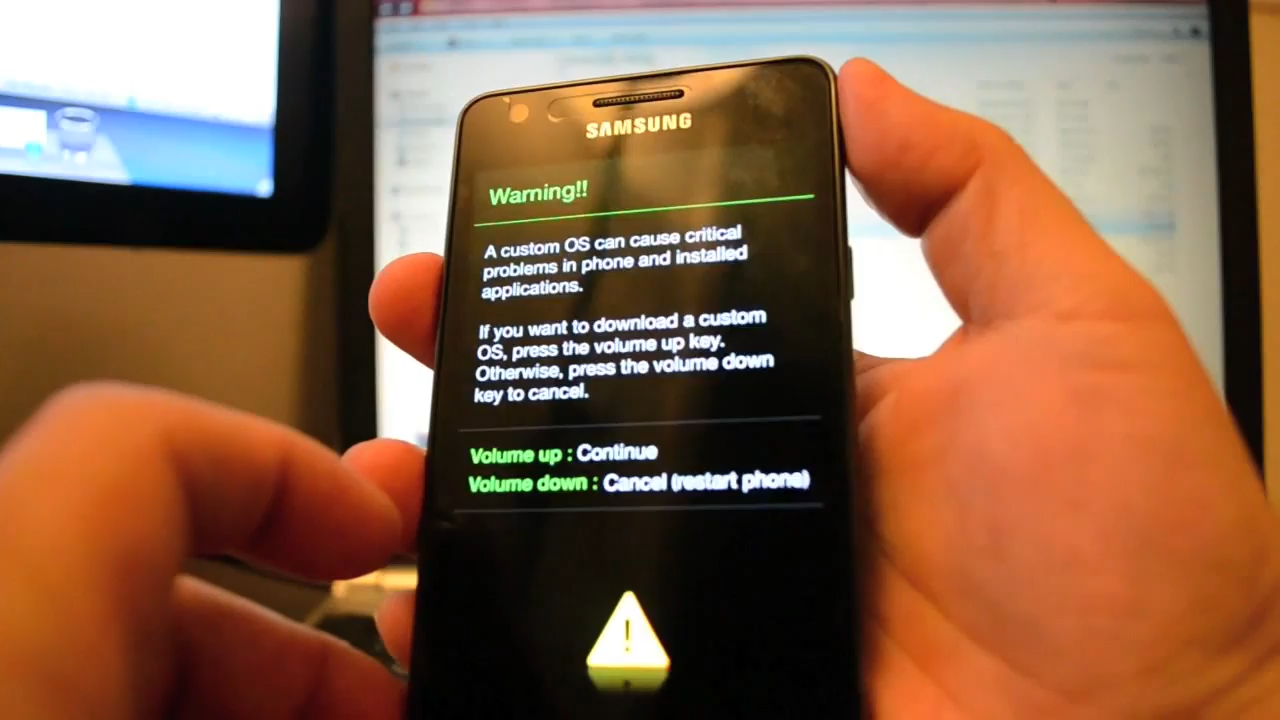 SAMSUNG
Warning!!
A custom OS can cause critical
problems in phone and installed
applications.
If you want to download a custom
OS, press the volume up key.
Otherwise, press the volume down
key to cancel.
Volume up : Continue
Volume down : Cancel (restart phone)
!